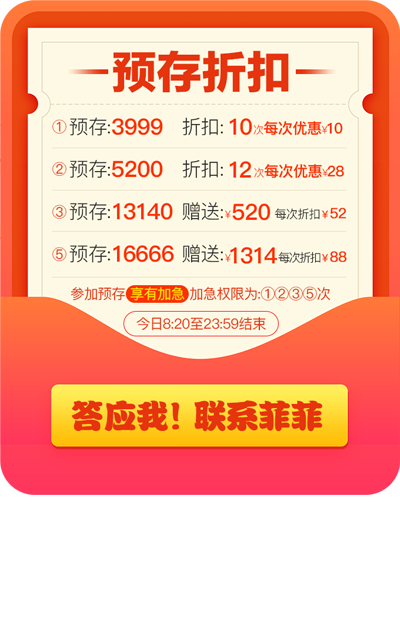 预存折扣
①预存:3999 折扣:10次每次优惠¥10
②预存:5200 折扣:12次每次优惠¥28
③预存:13140 赠送:¥520每次折扣¥52
⑤预存:16666 赠送:¥1314每次折扣¥88
参加预存享有加急加急权限为:①②③⑤次
今日8:20至23:59结束
答应我!联系菲菲